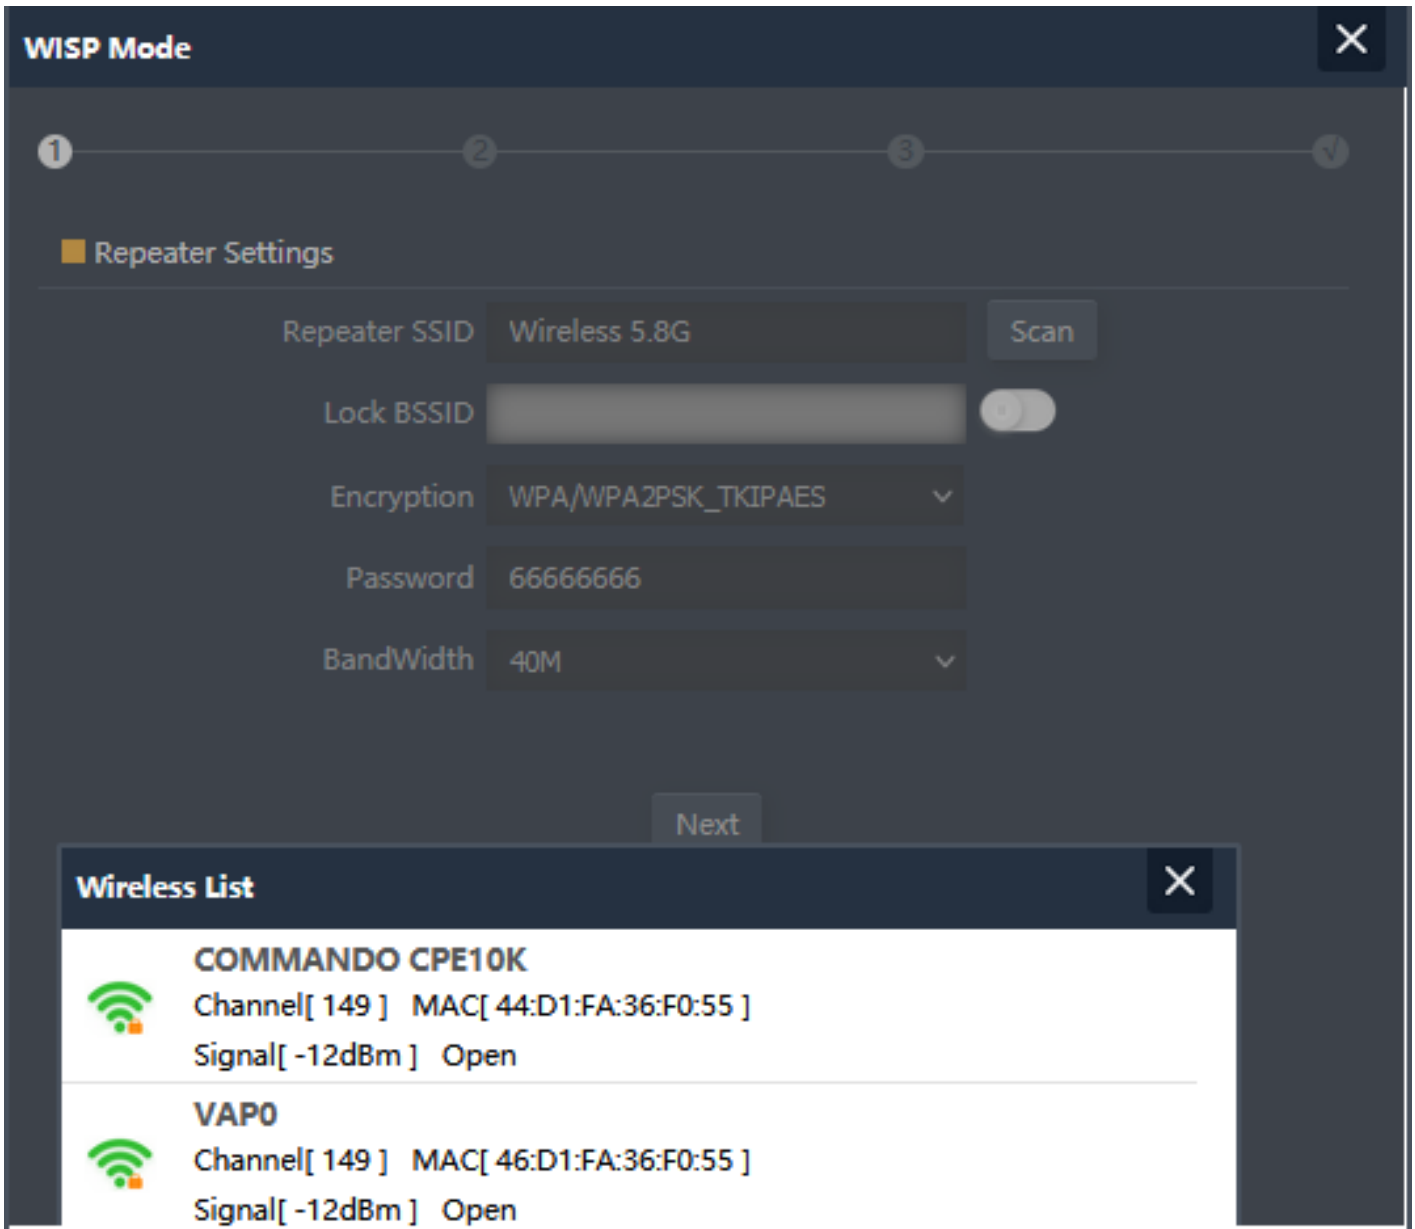 WISP Mode
1 2 3 √
Repeater Settings
Repeater SSID Wireless 5.8G Scan
Lock BSSID
Encryption WPA/WPA2PSK_TKIPAES
Password 66666666
BandWidth 40M
Next
Wireless List
COMMANDO CPE10K
Channel[ 149 ] MAC[ 44:D1:FA:36:F0:55 ]
Signal[ -12dBm ] Open
VAP0
Channel[ 149 ] MAC[ 46:D1:FA:36:F0:55 ]
Signal[ -12dBm ] Open